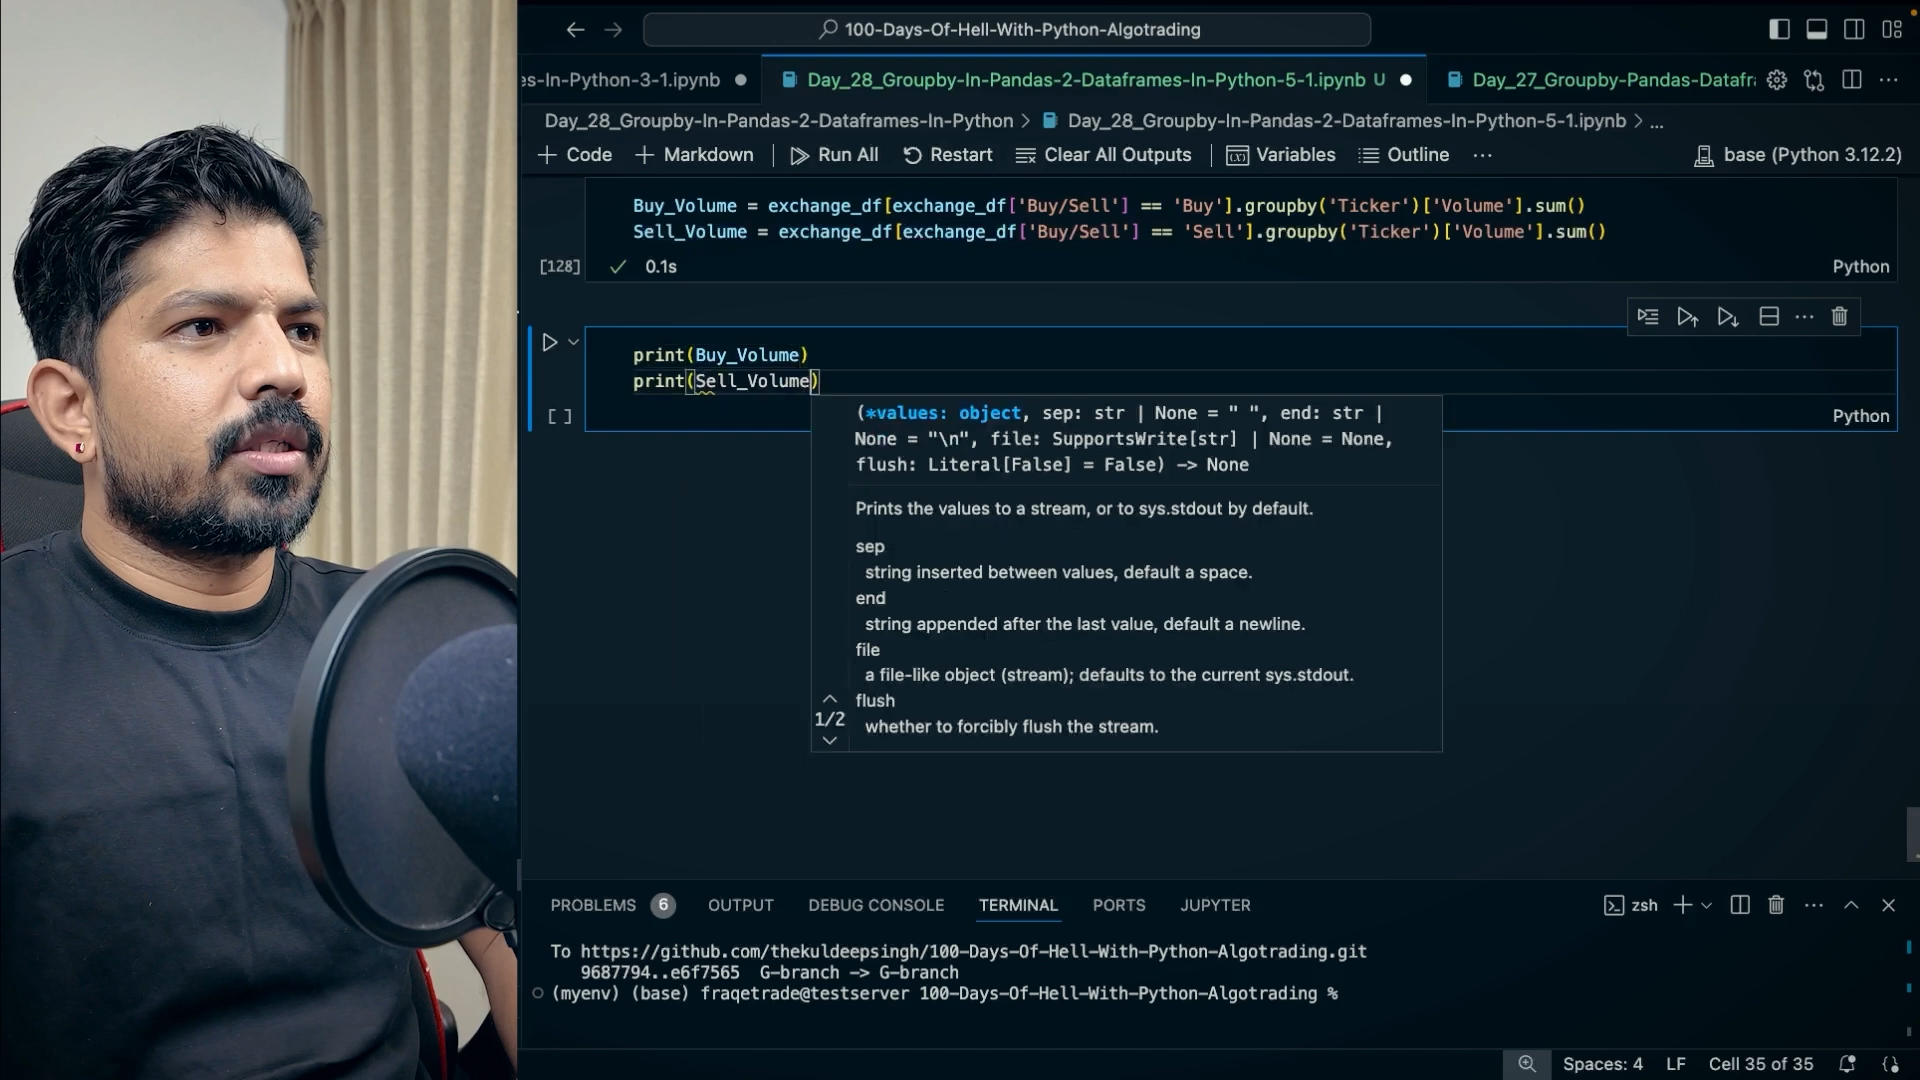 100-Days-Of-Hell-With-Python-Algotrading
s-In-Python-3-1.ipynb
Day_28_Groupby-In-Pandas-2-Dataframes-In-Python-5-1.ipynb U
Day_27_Groupby-Pandas-Datafr
Day_28_Groupby-In-Pandas-2-Dataframes-In-Python > Day_28_Groupby-In-Pandas-2-Dataframes-In-Python-5-1.ipynb > ...
+ Code + Markdown Run All Restart Clear All Outputs Variables Outline ... base (Python 3.12.2)
Buy_Volume = exchange_df[exchange_df['Buy/Sell'] == 'Buy'].groupby('Ticker')['Volume'].sum()
Sell_Volume = exchange_df[exchange_df['Buy/Sell'] == 'Sell'].groupby('Ticker')['Volume'].sum()
[128] ✓ 0.1s Python
print(Buy_Volume)
print(Sell_Volume)
[ ] Python
(*values: object, sep: str | None = " ", end: str |
None = "\n", file: SupportsWrite[str] | None = None,
flush: Literal[False] = False) -> None
Prints the values to a stream, or to sys.stdout by default.
sep
string inserted between values, default a space.
end
string appended after the last value, default a newline.
file
a file-like object (stream); defaults to the current sys.stdout.
flush
1/2
whether to forcibly flush the stream.
PROBLEMS 6 OUTPUT DEBUG CONSOLE TERMINAL PORTS JUPYTER zsh
To https://github.com/thekuldeepsingh/100-Days-Of-Hell-With-Python-Algotrading.git
9687794..e6f7565 G-branch -> G-branch
(myenv) (base) fraqetrade@testserver 100-Days-Of-Hell-With-Python-Algotrading %
Spaces: 4 LF Cell 35 of 35